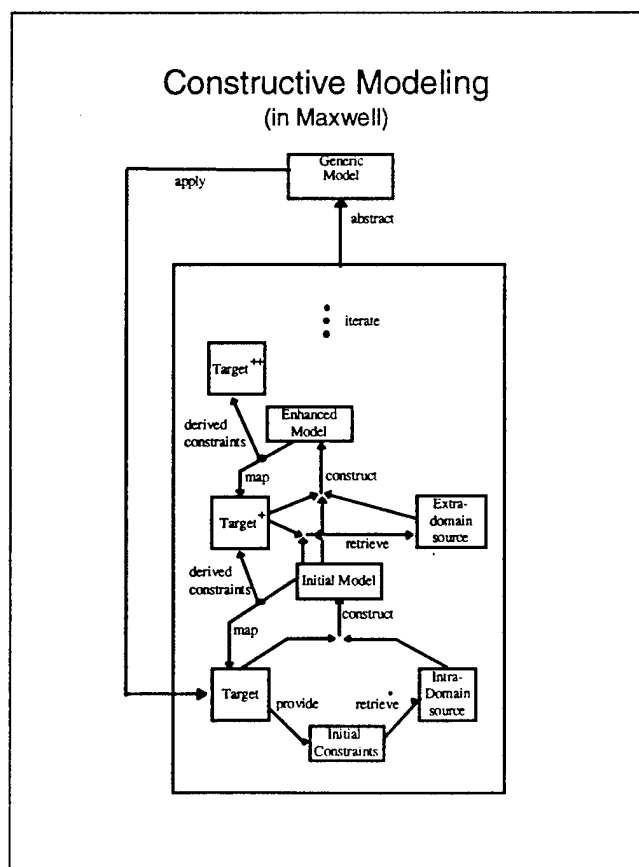 Constructive Modeling
(in Maxwell)
Generic
Model
apply
abstract
iterate
Target++
derived
constraints
Enhanced
Model
map
construct
Target+
Extra-
domain
source
retrieve
derived
constraints
Initial Model
construct
map
Target
provide
retrieve
Intra-
Domain
source
Initial
Constraints